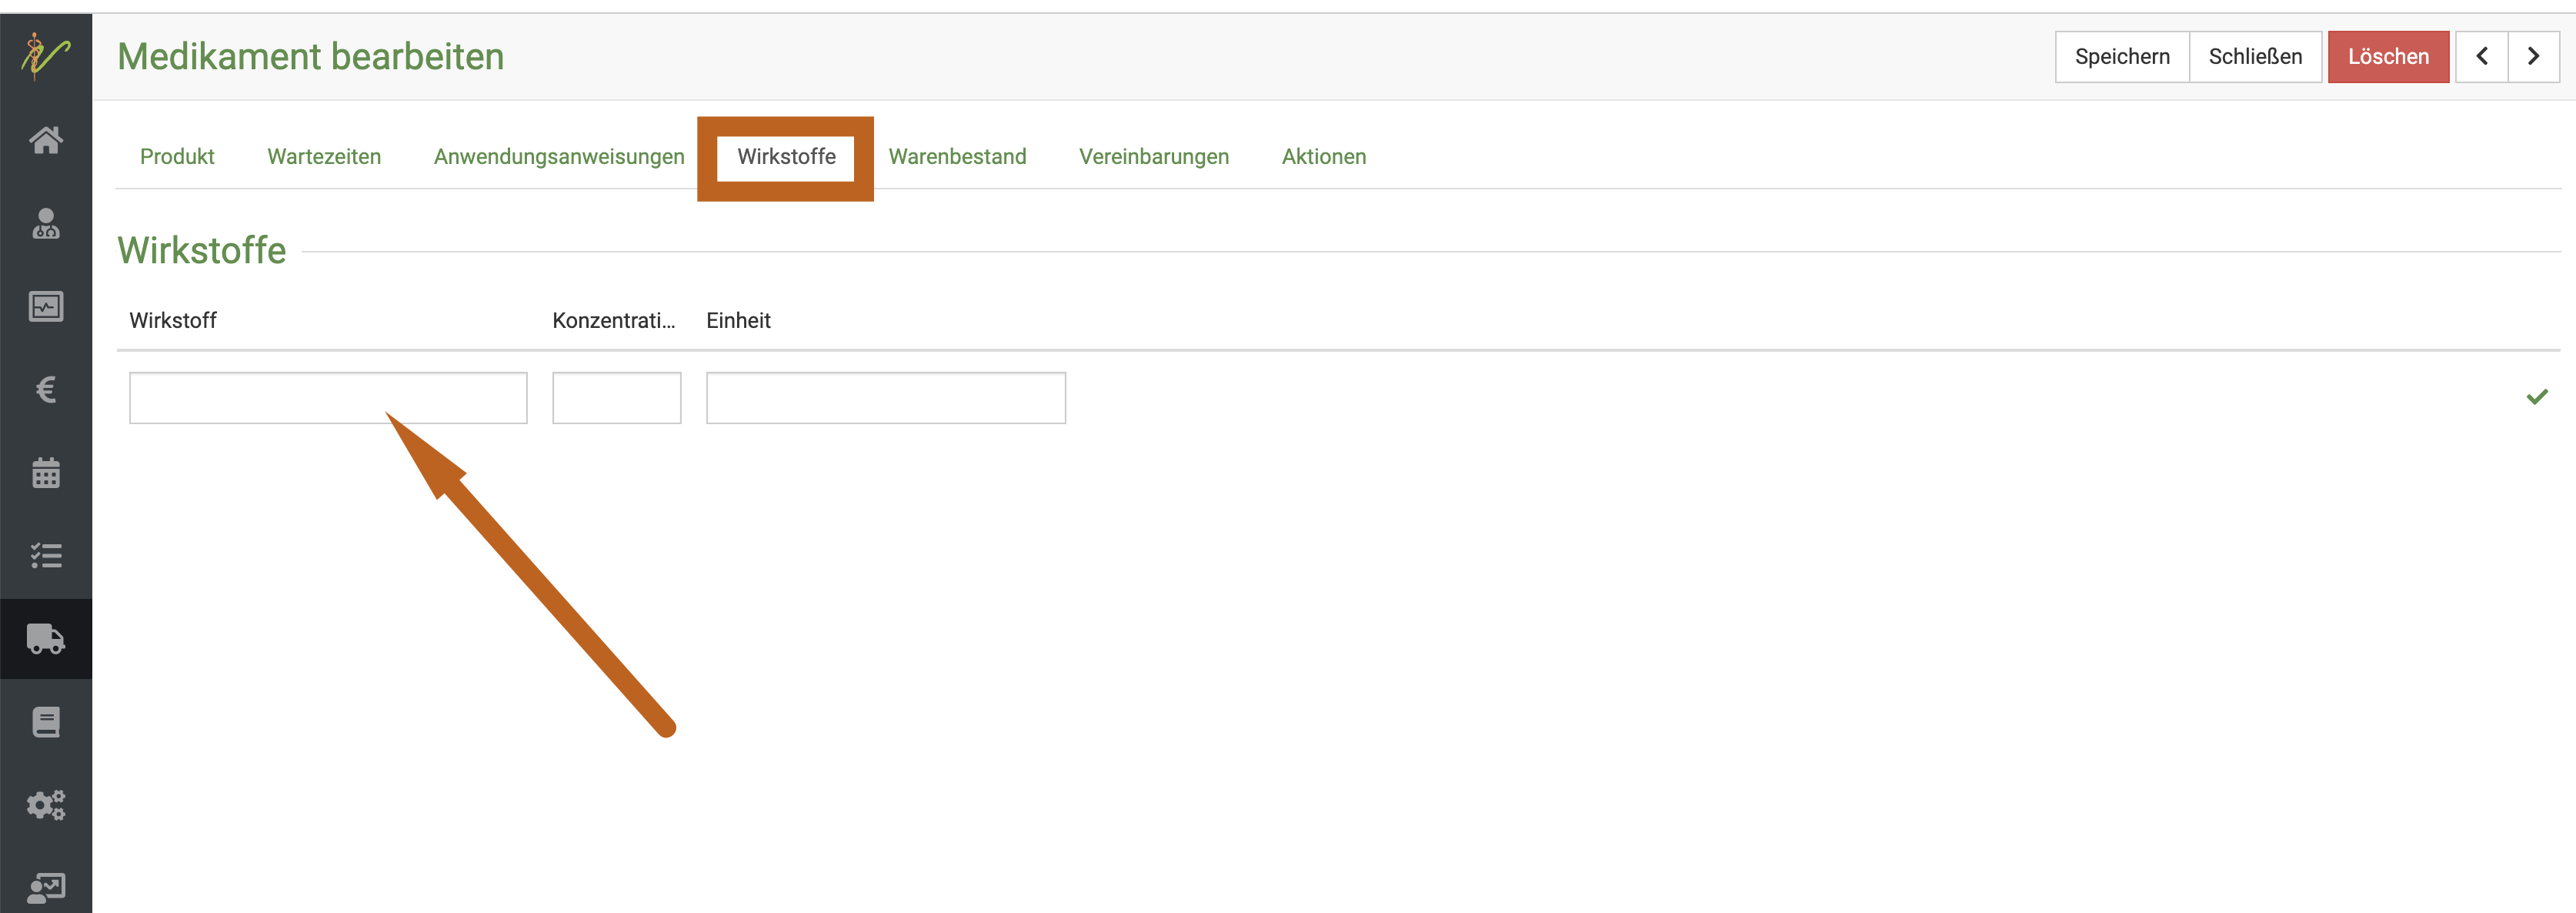 Medikament bearbeiten
Speichern Schließen Löschen
Produkt Wartezeiten Anwendungsanweisungen Wirkstoffe Warenbestand Vereinbarungen Aktionen
Wirkstoffe
Wirkstoff Konzentrati... Einheit